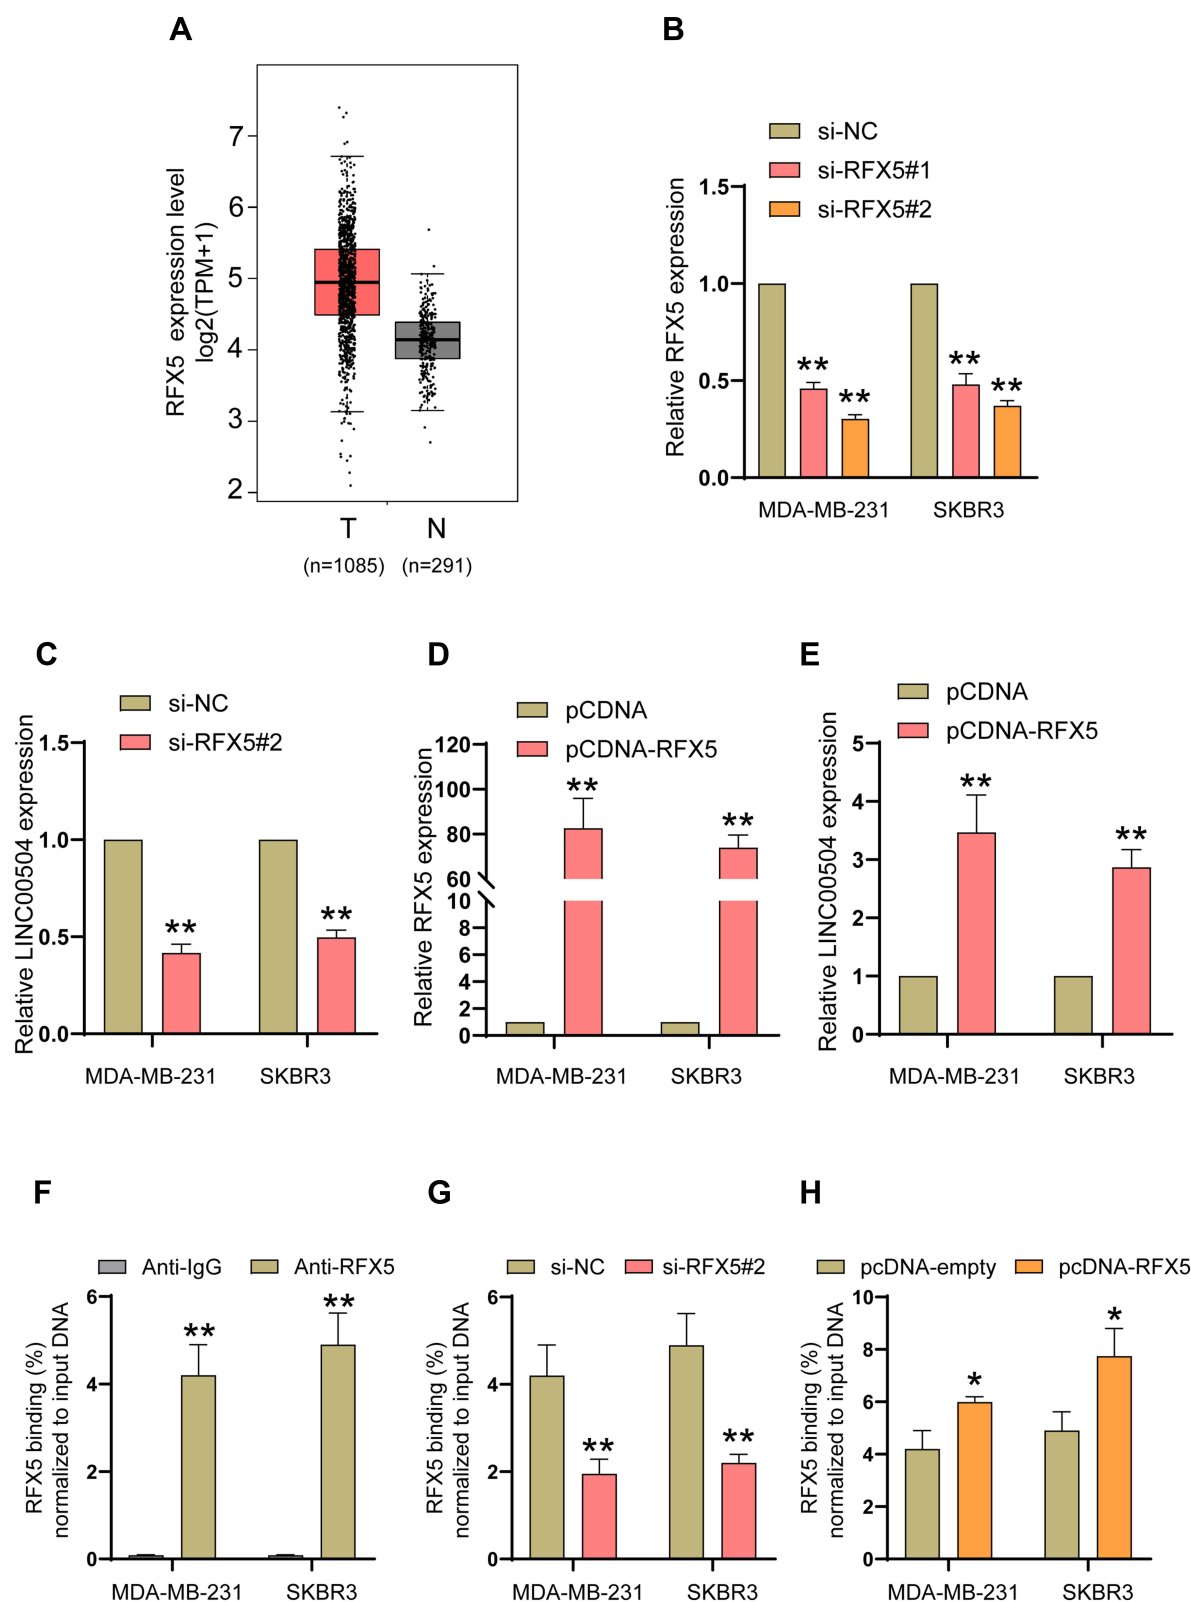 A
RFX5 expression level
log2(TPM+1)
7
6
5
4
3
2
T
N
(n=1085)
(n=291)
B
si-NC
si-RFX5#1
si-RFX5#2
Relative RFX5 expression
1.5
1.0
0.5
0.0
**
**
**
**
MDA-MB-231
SKBR3
C
si-NC
si-RFX5#2
Relative LINC00504 expression
1.5
1.0
0.5
0.0
**
**
MDA-MB-231
SKBR3
D
pCDNA
pCDNA-RFX5
Relative RFX5 expression
120
100
80
60
10
8
6
4
2
0
**
**
MDA-MB-231
SKBR3
E
pCDNA
pCDNA-RFX5
Relative LINC00504 expression
5
4
3
2
1
0
**
**
MDA-MB-231
SKBR3
F
Anti-IgG
Anti-RFX5
RFX5 binding (%)
normalized to input DNA
6
4
2
0
**
**
MDA-MB-231
SKBR3
G
si-NC
si-RFX5#2
RFX5 binding (%)
normalized to input DNA
6
4
2
0
**
**
MDA-MB-231
SKBR3
H
pcDNA-empty
pcDNA-RFX5
RFX5 binding (%)
normalized to input DNA
10
8
6
4
2
0
*
*
MDA-MB-231
SKBR3